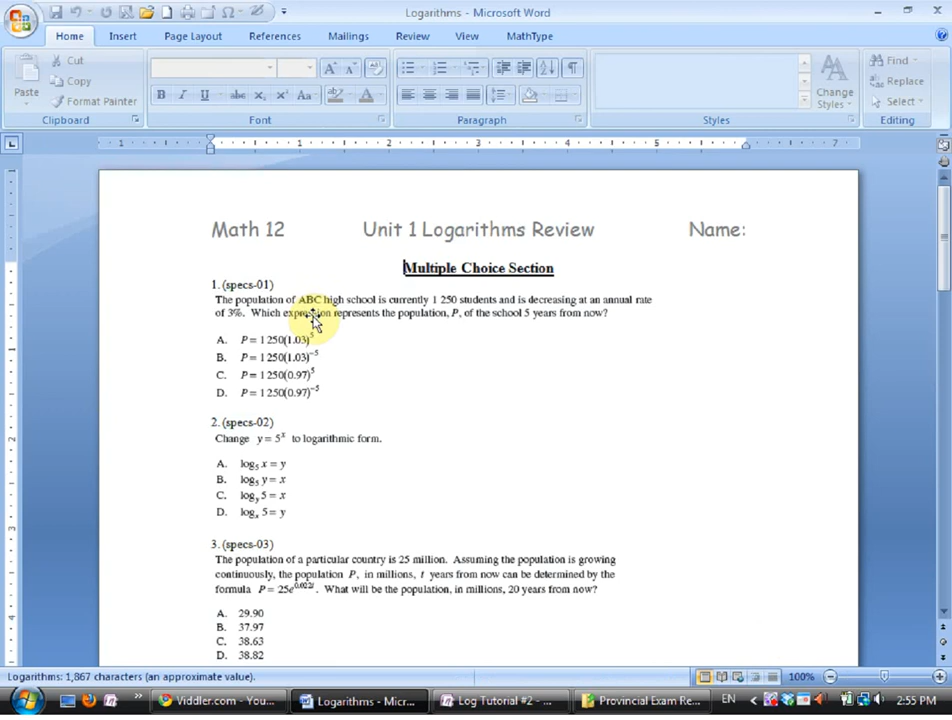 Logarithms - Microsoft Word
Home Insert Page Layout References Mailings Review View MathType
Paste
Cut
Copy
Format Painter
Clipboard
Font
Paragraph
Change Styles
Styles
Find
Replace
Select
Editing
Math 12 Unit 1 Logarithms Review Name:
Multiple Choice Section
1. (specs-01)
The population of ABC high school is currently 1 250 students and is decreasing at an annual rate
of 3%. Which expression represents the population, P, of the school 5 years from now?
A. P = 1 250(1.03)^5
B. P = 1 250(1.03)^−5
C. P = 1 250(0.97)^5
D. P = 1 250(0.97)^−5
2. (specs-02)
Change y = 5^x to logarithmic form.
A. log₅ x = y
B. log₅ y = x
C. log_y 5 = x
D. logₓ 5 = y
3. (specs-03)
The population of a particular country is 25 million. Assuming the population is growing
continuously, the population P, in millions, t years from now can be determined by the
formula P = 25e^0.022t. What will be the population, in millions, 20 years from now?
A. 29.90
B. 37.97
C. 38.63
D. 38.82
Logarithms: 1,867 characters (an approximate value).
100%
Viddler.com - You... Logarithms - Micr... Log Tutorial #2 - ... Provincial Exam Re... EN 2:55 PM